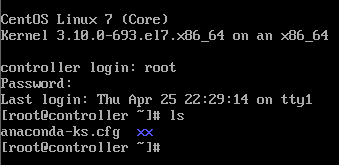 CentOS Linux 7 (Core)
Kernel 3.10.0-693.el7.x86_64 on an x86_64
controller login: root
Password:
Last login: Thu Apr 25 22:29:14 on tty1
[root@controller ~]# ls
anaconda-ks.cfg  xx
[root@controller ~]#